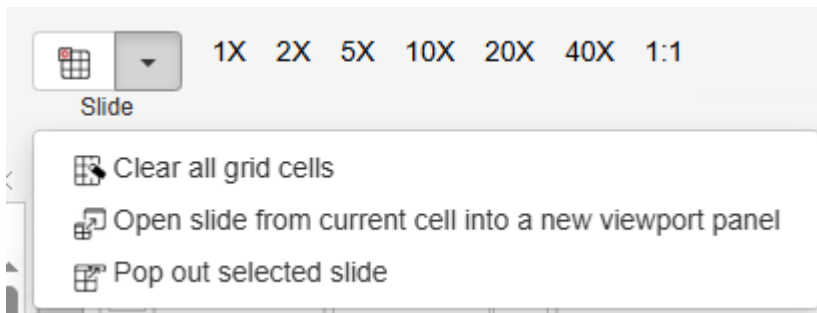 1X 2X 5X 10X 20X 40X 1:1
Slide
Clear all grid cells
Open slide from current cell into a new viewport panel
Pop out selected slide